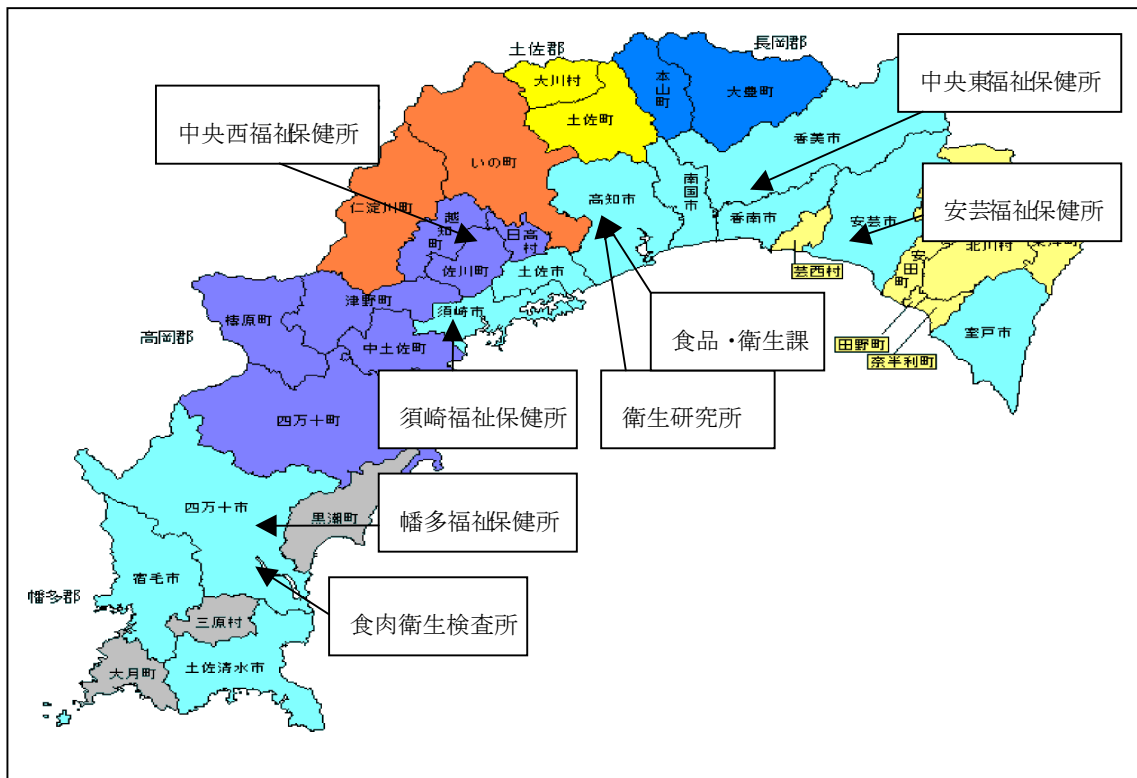 土佐郡
長岡郡
大川村
本山町
大豊町
土佐町
中央東福祉保健所
中央西福祉保健所
香美市
いの町
南国市
高知市
仁淀川町
香南市
安芸市
安芸福祉保健所
越知町
日高村
北川村
佐川町
土佐市
芸西村
安田町
津野町
須崎市
梼原町
高岡郡
中土佐町
食品・衛生課
田野町
奈半利町
室戸市
四万十町
須崎福祉保健所
衛生研究所
四万十市
黒潮町
幡多福祉保健所
宿毛市
幡多郡
三原村
食肉衛生検査所
大月町
土佐清水市